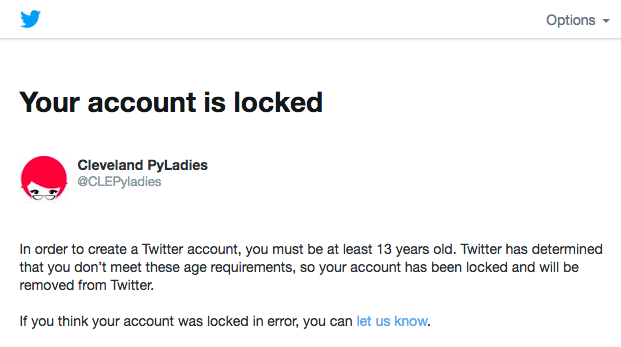 Options
Your account is locked
Cleveland PyLadies
@CLEPyladies
In order to create a Twitter account, you must be at least 13 years old. Twitter has determined
that you don’t meet these age requirements, so your account has been locked and will be
removed from Twitter.
If you think your account was locked in error, you can let us know.